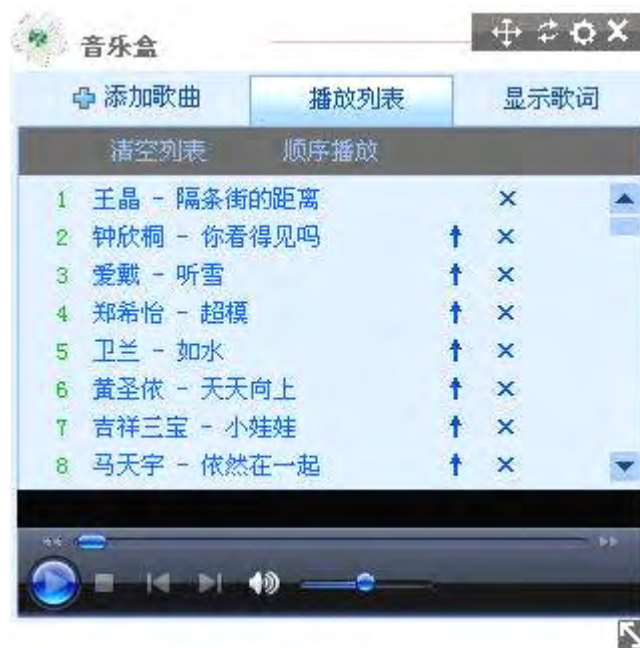 音乐盒
添加歌曲 播放列表 显示歌词
清空列表 顺序播放
1 王晶 - 隔条街的距离
2 钟欣桐 - 你看得见吗
3 爱戴 - 听雪
4 郑希怡 - 超模
5 卫兰 - 如水
6 黄圣依 - 天天向上
7 吉祥三宝 - 小娃娃
8 马天宇 - 依然在一起